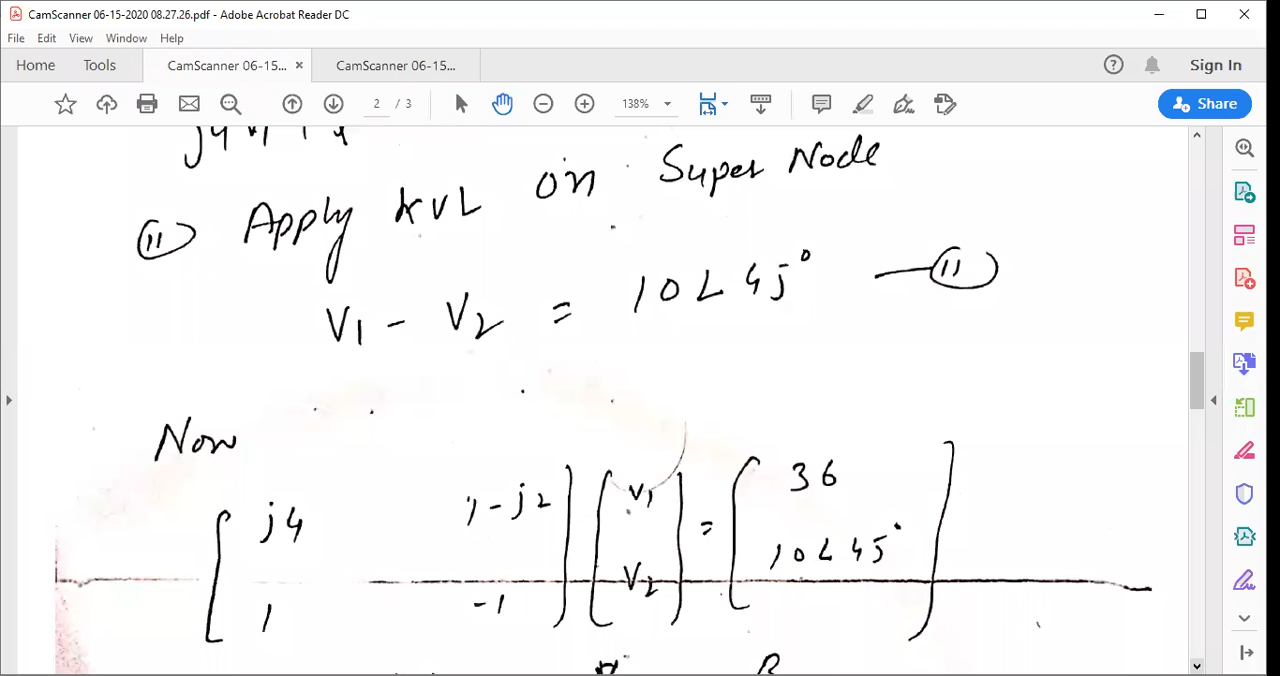 CamScanner 06-15-2020 08.27.26.pdf - Adobe Acrobat Reader DC
File Edit View Window Help
Home Tools CamScanner 06-15... × CamScanner 06-15... Sign In
2 / 3 138% Share
(II) Apply KVL on Super Node
V1 - V2 = 10∠45° —(II)
Now
[ j4 1-j2 ] [ V1 ] = [ 36 ]
[ 1 -1 ] [ V2 ] [ 10∠45° ]